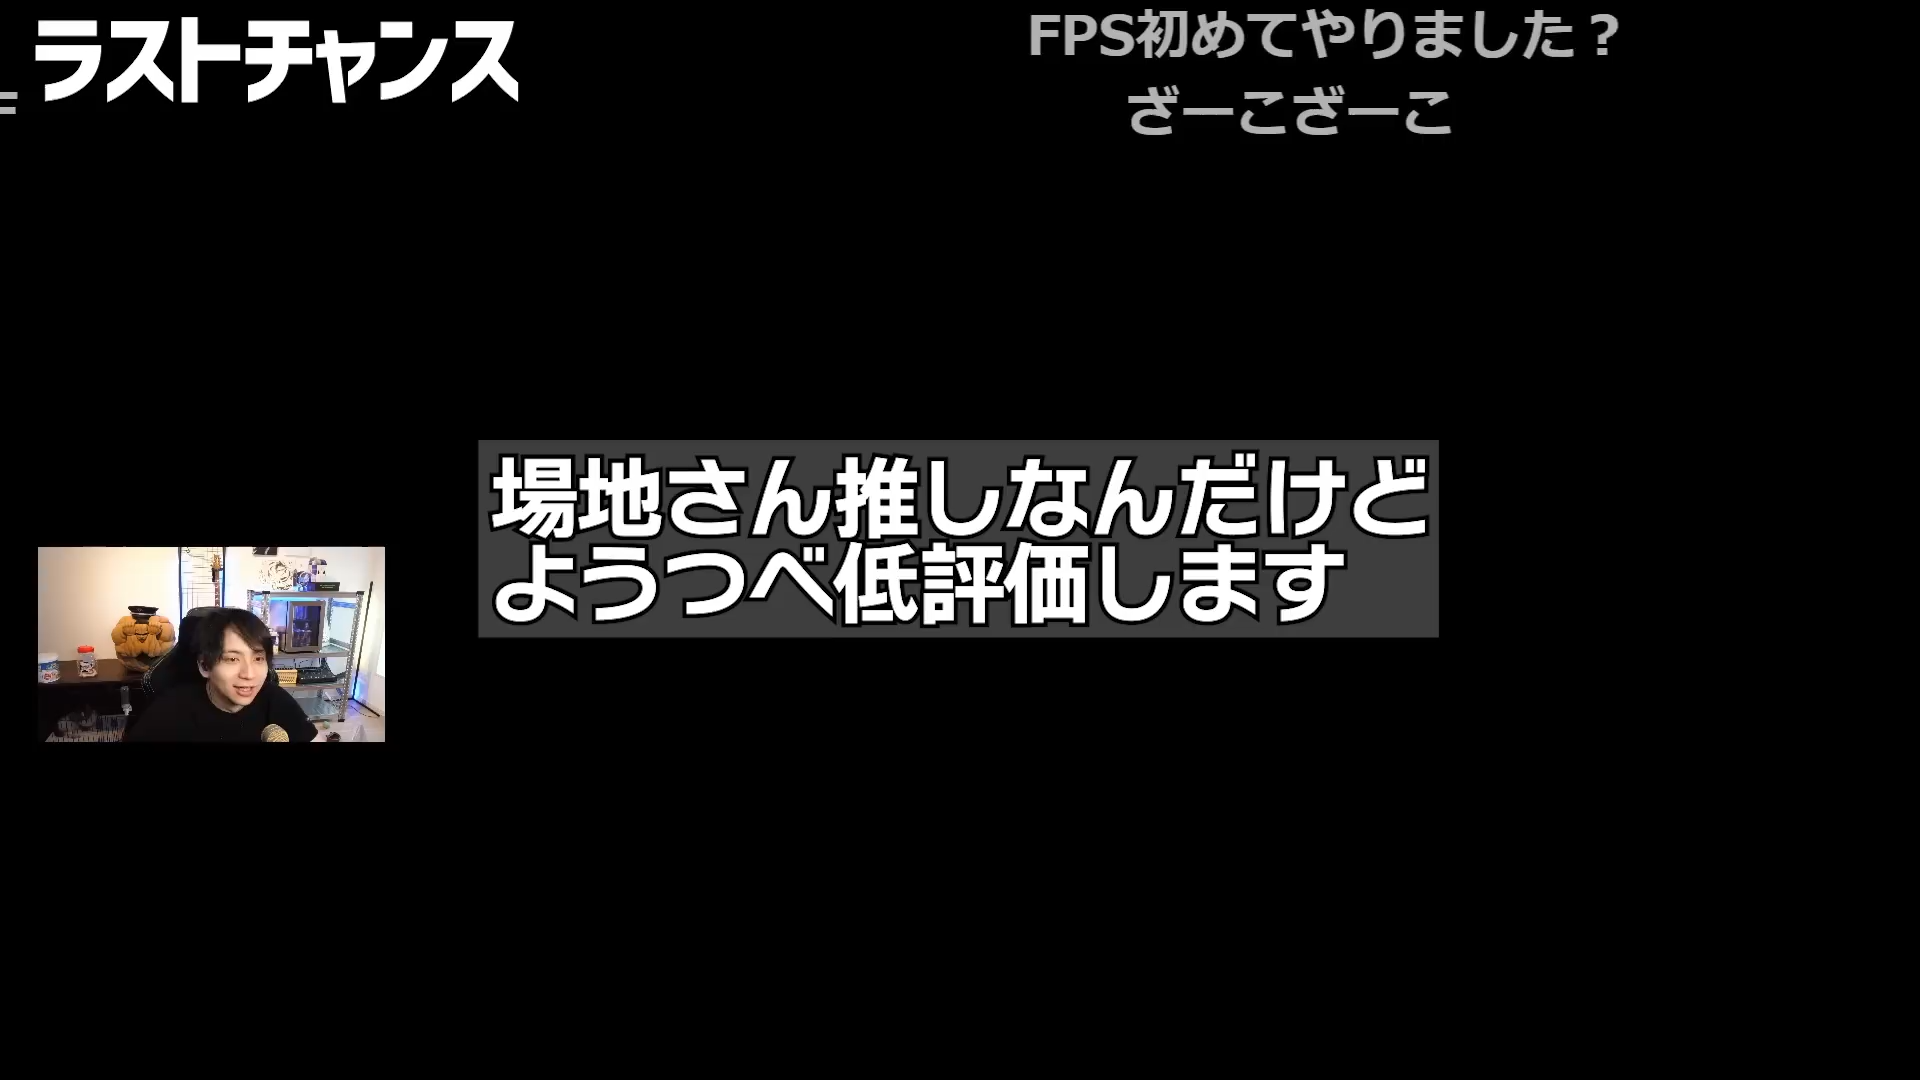 ラストチャンス
FPS初めてやりました？
ざーこざーこ
場地さん推しなんだけど
ようつべ低評価します